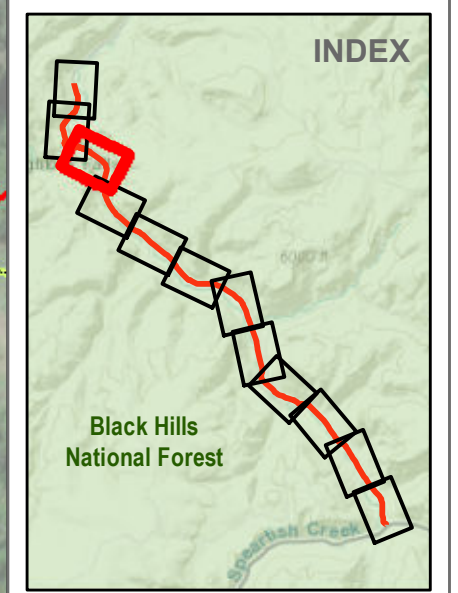 INDEX
6000 ft
Black Hills
National Forest
Spearfish Creek